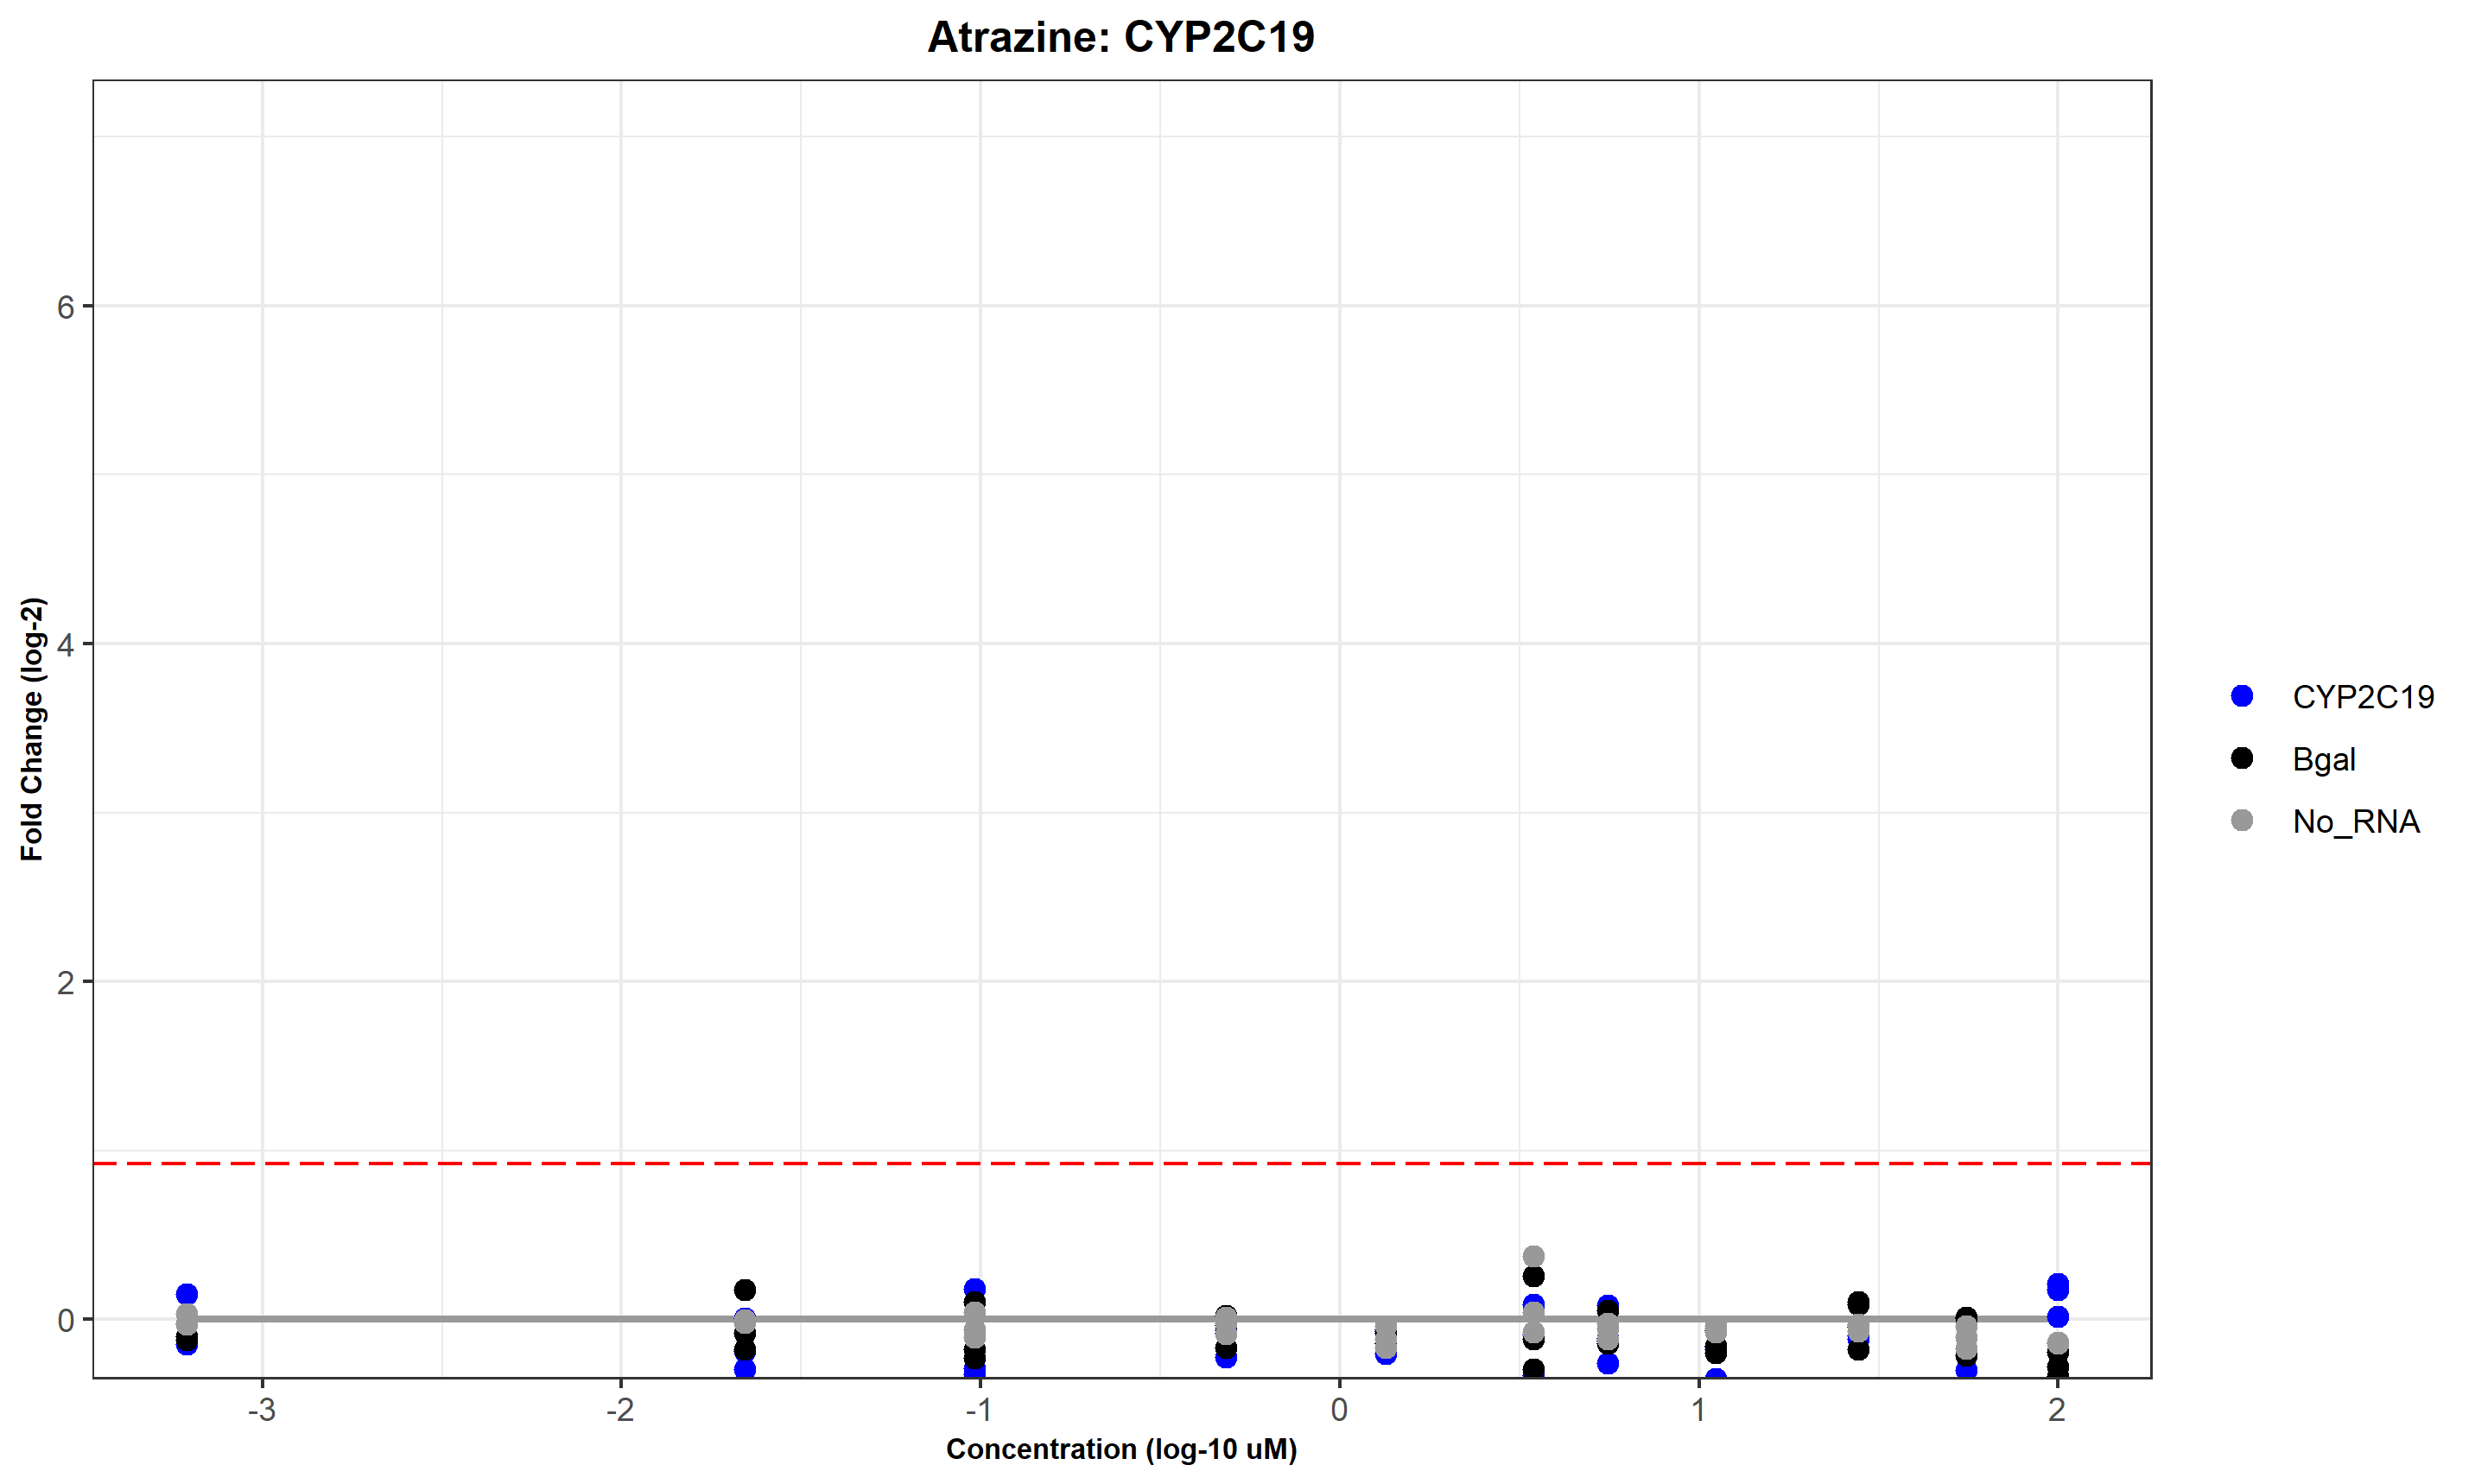 Atrazine: CYP2C19
Fold Change (log-2)
6
4
2
0
-3
-2
-1
0
1
2
Concentration (log-10 uM)
CYP2C19
Bgal
No_RNA